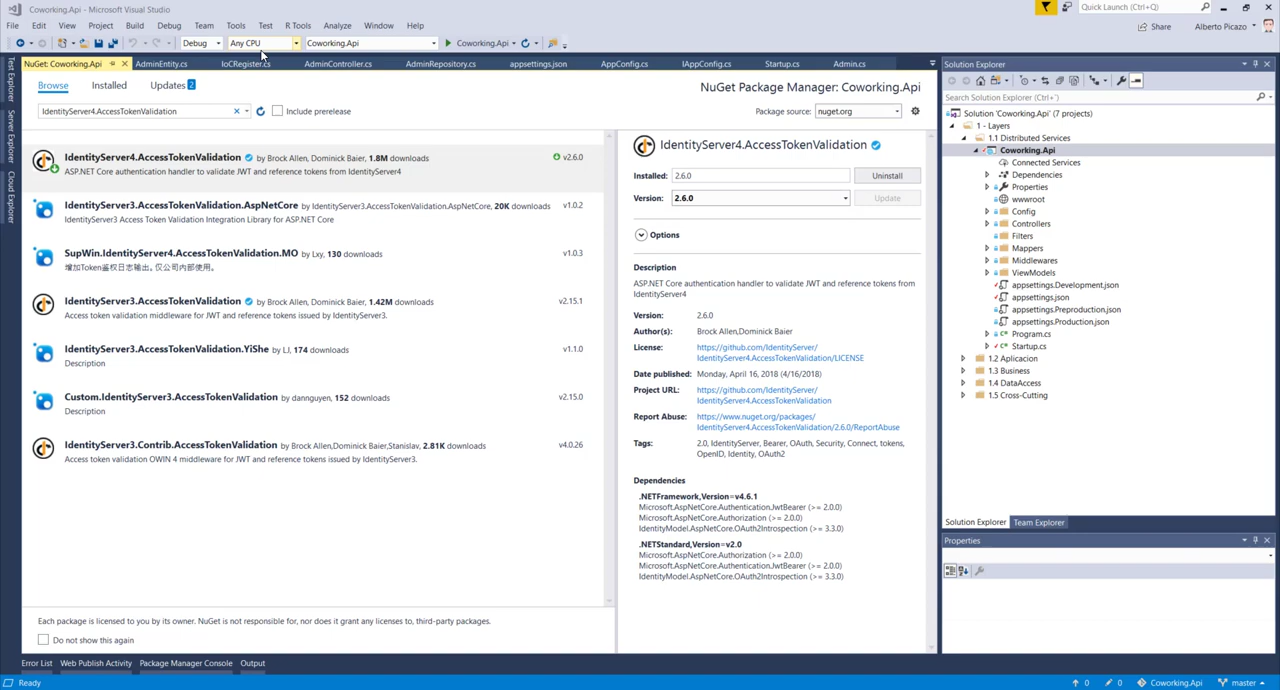 Coworking.Api - Microsoft Visual Studio
Quick Launch (Ctrl+Q)
File Edit View Project Build Debug Team Tools Test R Tools Analyze Window Help
Share Alberto Picazo
Debug Any CPU Coworking.Api Coworking.Api
NuGet: Coworking.Api AdminEntity.cs IoCRegister.cs AdminController.cs AdminRepository.cs appsettings.json AppConfig.cs IAppConfig.cs Startup.cs Admin.cs
Test Explorer
Server Explorer
Cloud Explorer
Browse Installed Updates 2
NuGet Package Manager: Coworking.Api
IdentityServer4.AccessTokenValidation
Include prerelease
Package source: nuget.org
IdentityServer4.AccessTokenValidation by Brock Allen, Dominick Baier, 1.8M downloads v2.6.0
ASP.NET Core authentication handler to validate JWT and reference tokens from IdentityServer4
IdentityServer3.AccessTokenValidation.AspNetCore by IdentityServer3.AccessTokenValidation.AspNetCore, 20K downloads v1.0.2
IdentityServer3 Access Token Validation Integration Library for ASP.NET Core
SupWin.IdentityServer4.AccessTokenValidation.MO by Lxy, 130 downloads v1.0.3
增加Token鉴权日志输出。仅公司内部使用。
IdentityServer3.AccessTokenValidation by Brock Allen, Dominick Baier, 1.42M downloads v2.15.1
Access token validation middleware for JWT and reference tokens issued by IdentityServer3.
IdentityServer3.AccessTokenValidation.YiShe by LJ, 174 downloads v1.1.0
Description
Custom.IdentityServer3.AccessTokenValidation by dannguyen, 152 downloads v2.15.0
Description
IdentityServer3.Contrib.AccessTokenValidation by Brock Allen,Dominick Baier,Stanislav, 2.81K downloads v4.0.26
Access token validation OWIN 4 middleware for JWT and reference tokens issued by IdentityServer3.
Each package is licensed to you by its owner. NuGet is not responsible for, nor does it grant any licenses to, third-party packages.
Do not show this again
IdentityServer4.AccessTokenValidation
Installed: 2.6.0 Uninstall
Version: 2.6.0 Update
Options
Description
ASP.NET Core authentication handler to validate JWT and reference tokens from
IdentityServer4
Version: 2.6.0
Author(s): Brock Allen,Dominick Baier
License: https://github.com/IdentityServer/
IdentityServer4.AccessTokenValidation/LICENSE
Date published: Monday, April 16, 2018 (4/16/2018)
Project URL: https://github.com/IdentityServer/
IdentityServer4.AccessTokenValidation
Report Abuse: https://www.nuget.org/packages/
IdentityServer4.AccessTokenValidation/2.6.0/ReportAbuse
Tags: 2.0, IdentityServer, Bearer, OAuth, Security, Connect, tokens,
OpenID, Identity, OAuth2
Dependencies
.NETFramework,Version=v4.6.1
Microsoft.AspNetCore.Authentication.JwtBearer (>= 2.0.0)
Microsoft.AspNetCore.Authorization (>= 2.0.0)
IdentityModel.AspNetCore.OAuth2Introspection (>= 3.3.0)
.NETStandard,Version=v2.0
Microsoft.AspNetCore.Authorization (>= 2.0.0)
Microsoft.AspNetCore.Authentication.JwtBearer (>= 2.0.0)
IdentityModel.AspNetCore.OAuth2Introspection (>= 3.3.0)
Solution Explorer
Search Solution Explorer (Ctrl+')
Solution 'Coworking.Api' (7 projects)
1 - Layers
1.1 Distributed Services
Coworking.Api
Connected Services
Dependencies
Properties
wwwroot
Config
Controllers
Filters
Mappers
Middlewares
ViewModels
appsettings.Development.json
appsettings.json
appsettings.Preproduction.json
appsettings.Production.json
Program.cs
Startup.cs
1.2 Aplicacion
1.3 Business
1.4 DataAccess
1.5 Cross-Cutting
Solution Explorer Team Explorer
Properties
Error List Web Publish Activity Package Manager Console Output
Ready 0 0 Coworking.Api master